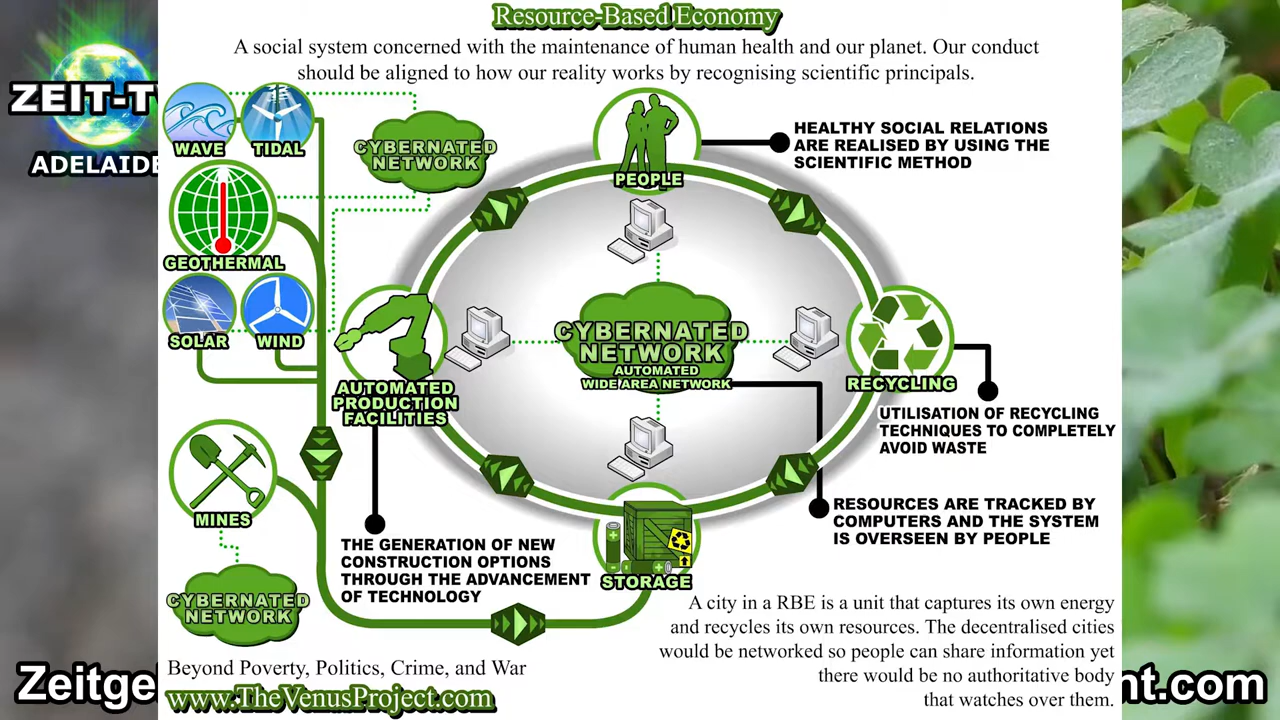 Resource-Based Economy
A social system concerned with the maintenance of human health and our planet. Our conduct
should be aligned to how our reality works by recognising scientific principals.
ZEIT-T
ADELAIDE
WAVE
TIDAL
CYBERNATED
NETWORK
PEOPLE
HEALTHY SOCIAL RELATIONS
ARE REALISED BY USING THE
SCIENTIFIC METHOD
GEOTHERMAL
SOLAR
WIND
AUTOMATED
PRODUCTION
FACILITIES
CYBERNATED
NETWORK
AUTOMATED
WIDE AREA NETWORK
RECYCLING
UTILISATION OF RECYCLING
TECHNIQUES TO COMPLETELY
AVOID WASTE
MINES
CYBERNATED
NETWORK
THE GENERATION OF NEW
CONSTRUCTION OPTIONS
THROUGH THE ADVANCEMENT
OF TECHNOLOGY
STORAGE
RESOURCES ARE TRACKED BY
COMPUTERS AND THE SYSTEM
IS OVERSEEN BY PEOPLE
A city in a RBE is a unit that captures its own energy
and recycles its own resources. The decentralised cities
would be networked so people can share information yet
there would be no authoritative body
that watches over them.
Beyond Poverty, Politics, Crime, and War
www.TheVenusProject.com
Zeitge
nt.com